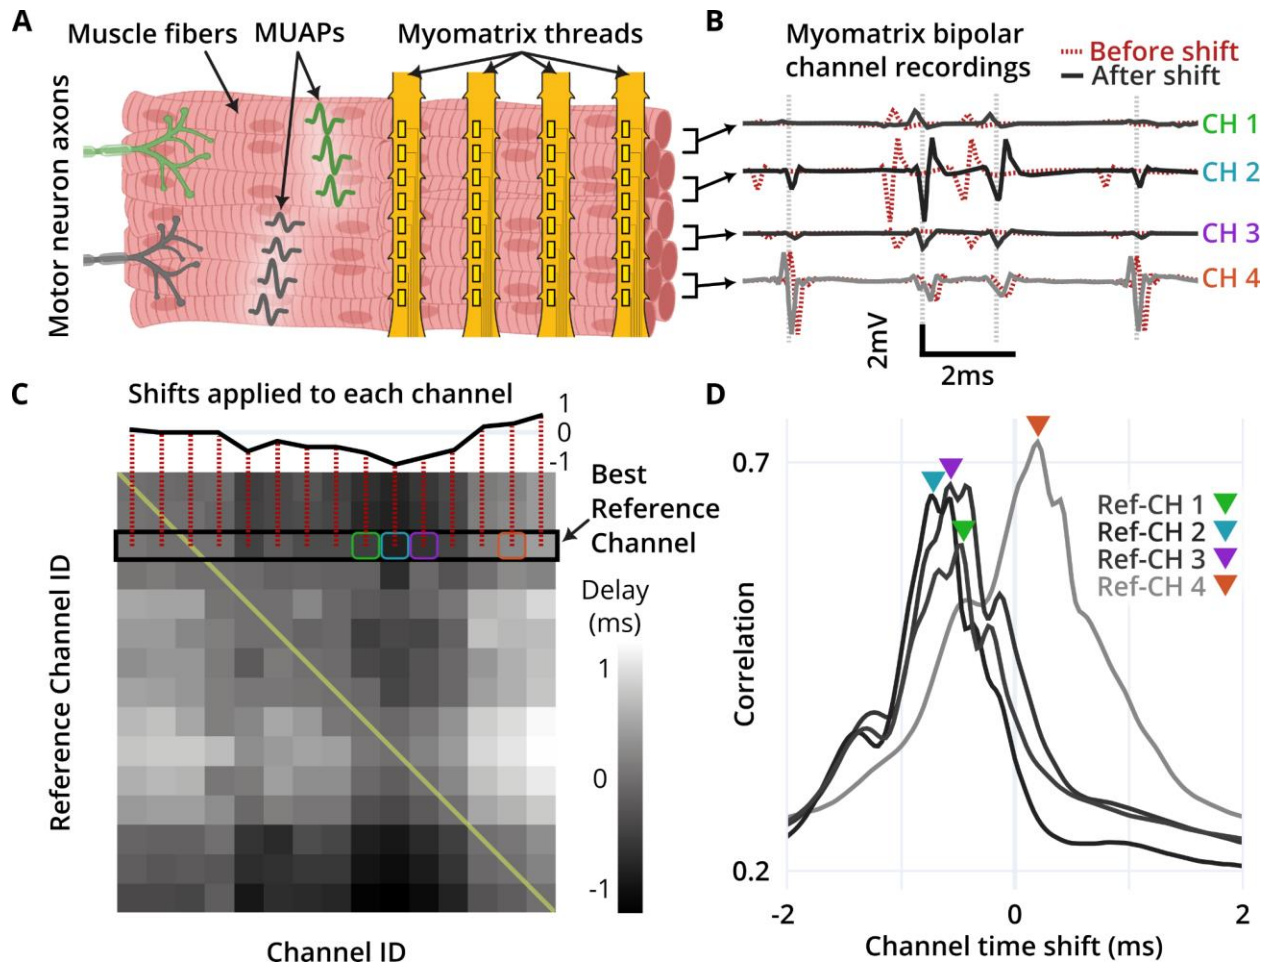 A
Muscle fibers
MUAPs
Myomatrix threads
Motor neuron axons
B
Myomatrix bipolar
channel recordings
Before shift
After shift
CH 1
CH 2
CH 3
CH 4
2mV
2ms
C
Shifts applied to each channel
1
0
-1
Best
Reference
Channel
Reference Channel ID
Channel ID
Delay
(ms)
1
0
-1
D
Correlation
0.7
0.2
Ref-CH 1
Ref-CH 2
Ref-CH 3
Ref-CH 4
-2
0
2
Channel time shift (ms)